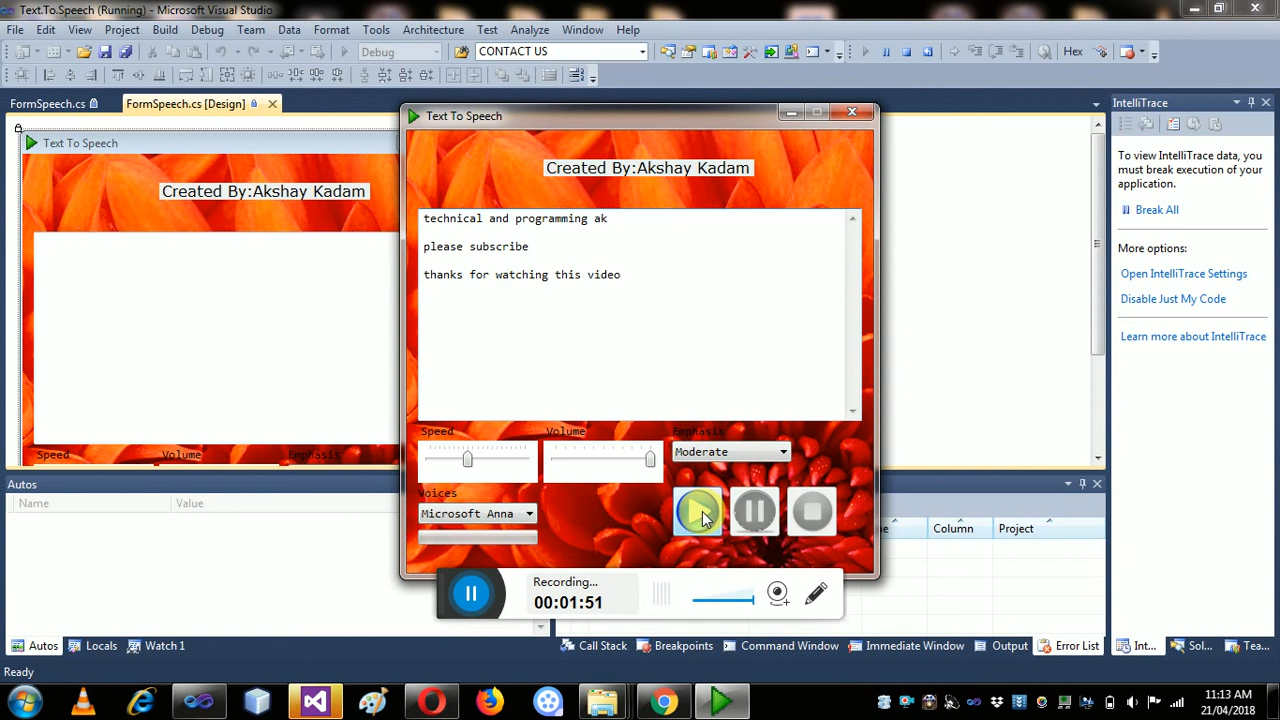 Text.To.Speech (Running) - Microsoft Visual Studio
File Edit View Project Build Debug Team Data Format Tools Architecture Test Analyze Window Help
Debug CONTACT US Hex
FormSpeech.cs FormSpeech.cs [Design]
Text To Speech
Created By:Akshay Kadam
Speed Volume Emphasis
Text To Speech
Created By:Akshay Kadam
technical and programming ak
please subscribe
thanks for watching this video
Speed Volume Emphasis
Moderate
Voices
Microsoft Anna
IntelliTrace
To view IntelliTrace data, you
must break execution of your
application.
Break All
More options:
Open IntelliTrace Settings
Disable Just My Code
Learn more about IntelliTrace
Autos
Name Value
Column Project
Recording...
00:01:51
Autos Locals Watch 1
Call Stack Breakpoints Command Window Immediate Window Output Error List
Int... Sol... Tea...
Ready
11:13 AM
21/04/2018